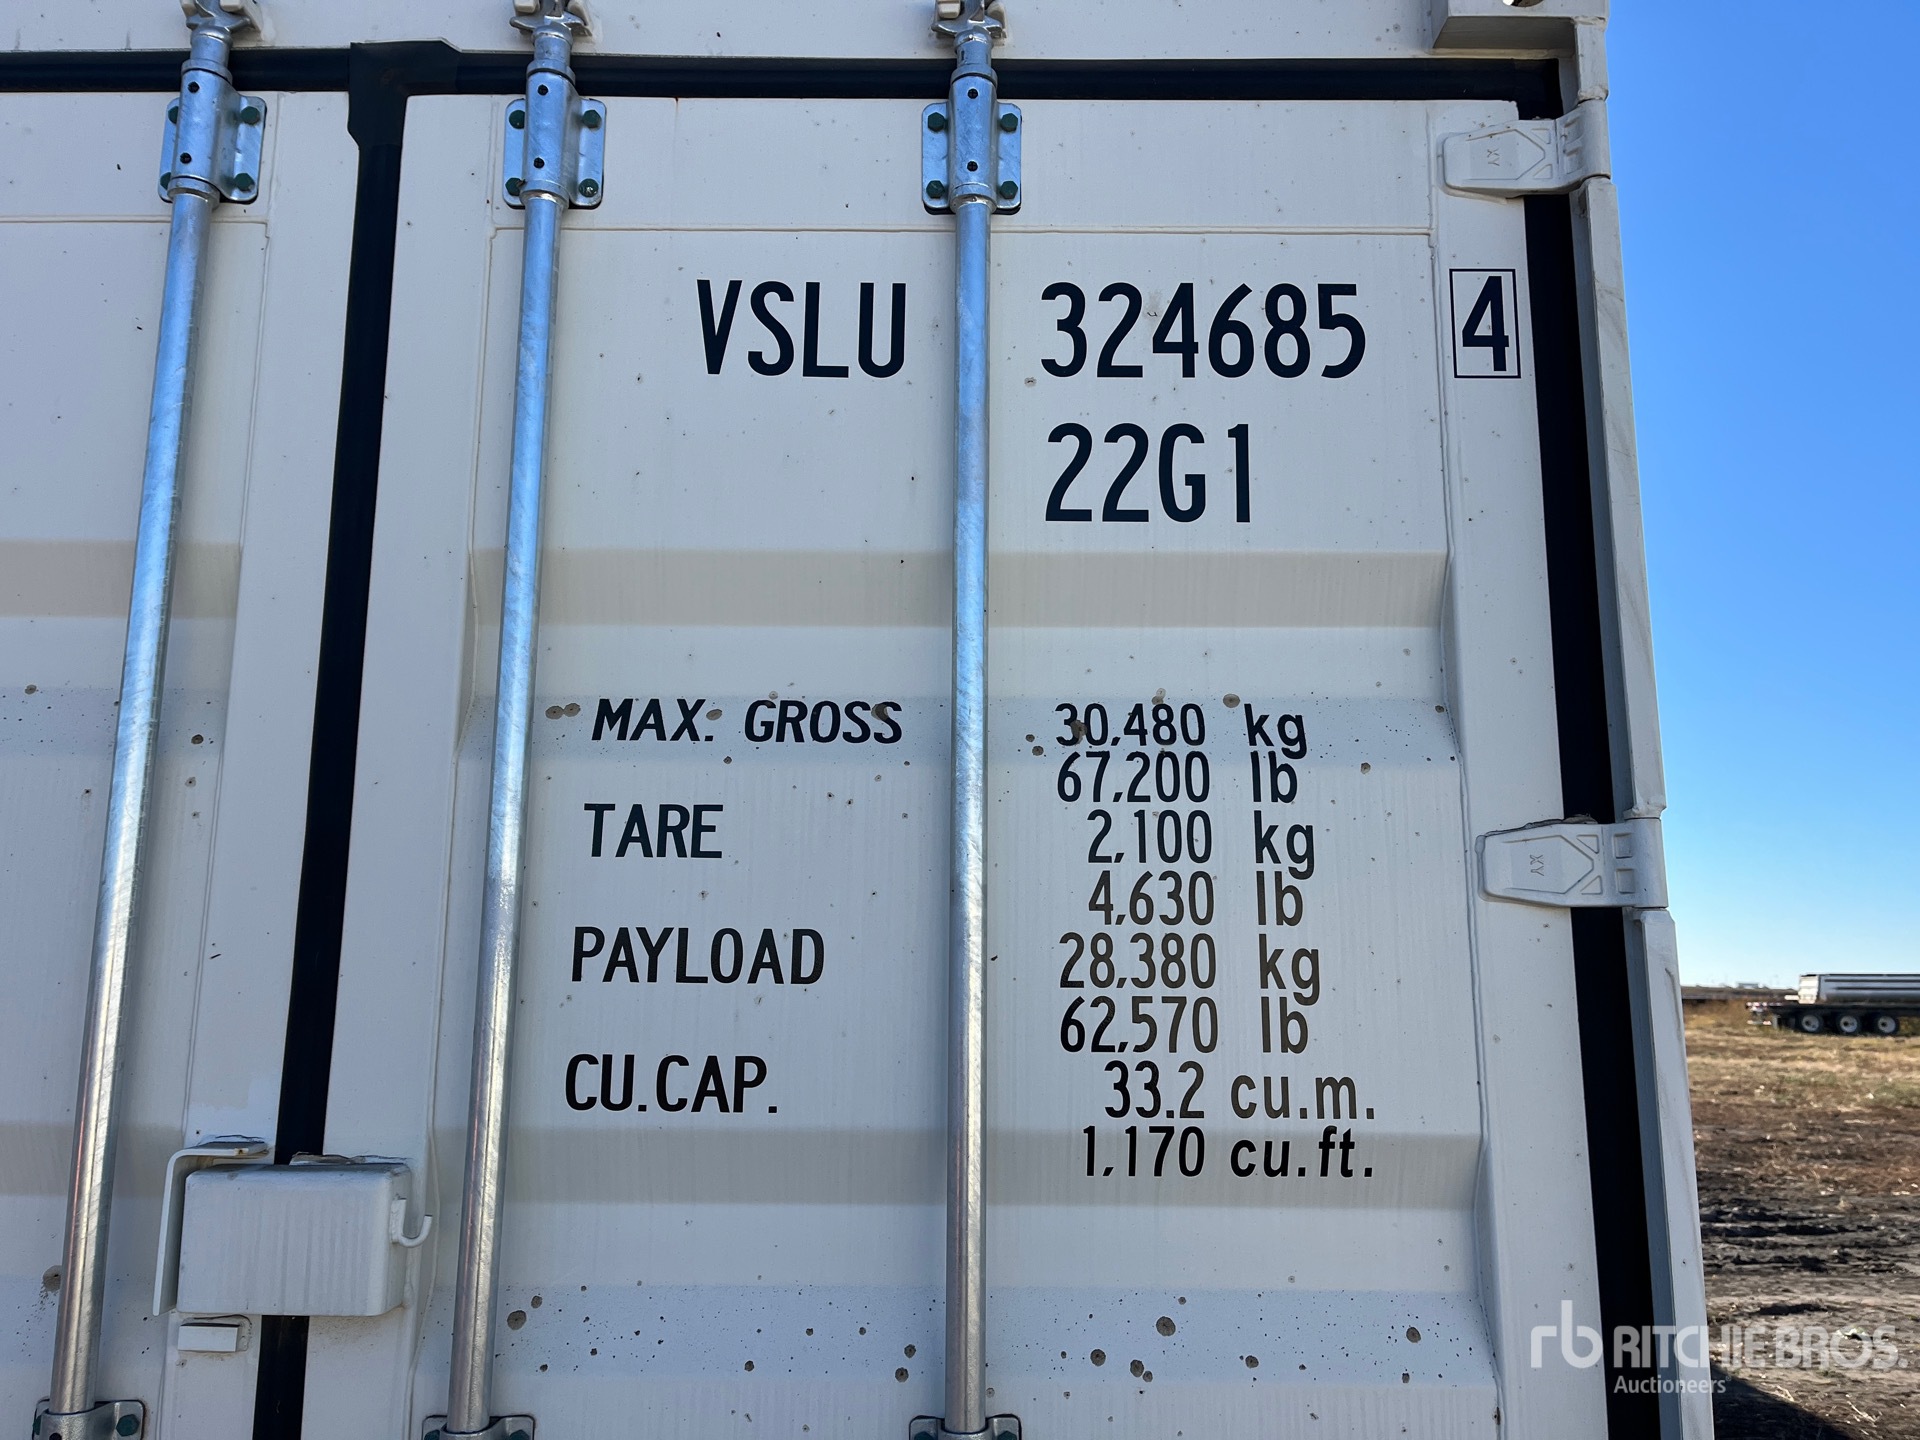 VSLU 324685 4
22G1
MAX. GROSS 30,480 kg
67,200 lb
TARE 2,100 kg
4,630 lb
PAYLOAD 28,380 kg
62,570 lb
CU.CAP. 33.2 cu.m.
1,170 cu.ft.
XY
XY
rb RITCHIE BROS.
Auctioneers